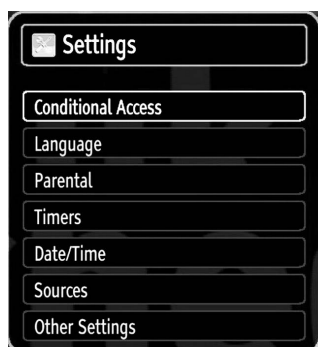 Settings
Conditional Access
Language
Parental
Timers
Date/Time
Sources
Other Settings